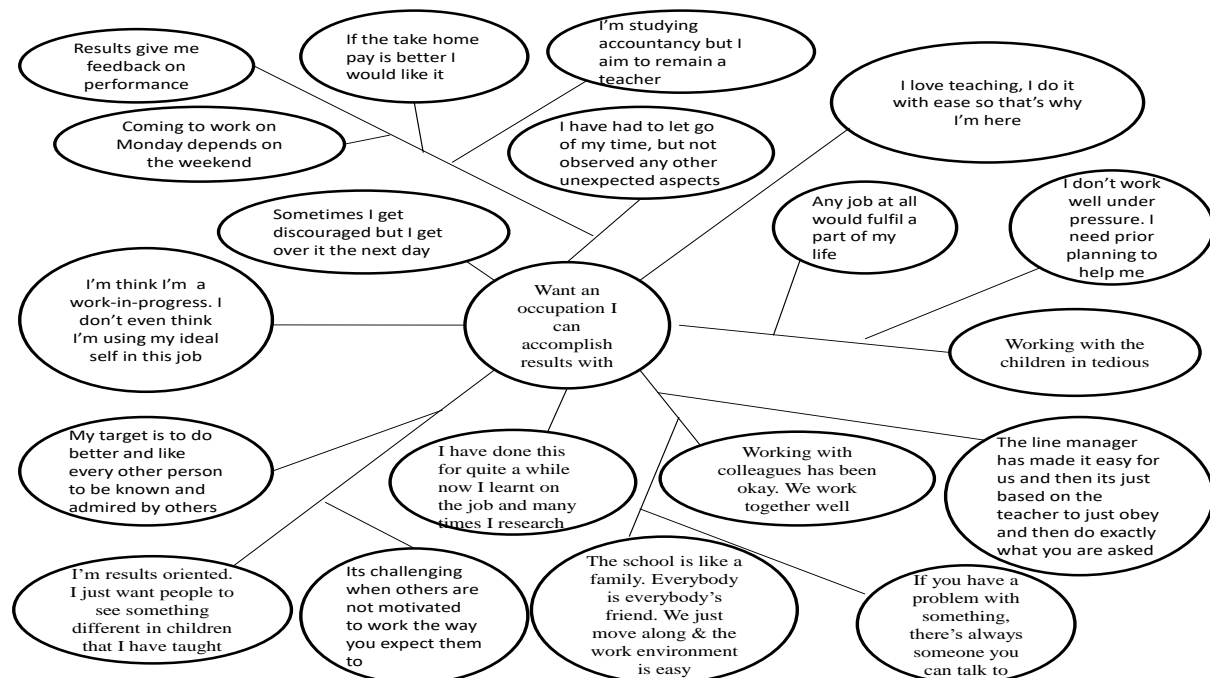 Results give me
feedback on
performance
If the take home
pay is better I
would like it
I'm studying
accountancy but I
aim to remain a
teacher
I love teaching, I do it
with ease so that's why
I'm here
Coming to work on
Monday depends on
the weekend
I have had to let go
of my time, but not
observed any other
unexpected aspects
Any job at all
would fulfil a
part of my
life
I don't work
well under
pressure. I
need prior
planning to
help me
Sometimes I get
discouraged but I get
over it the next day
I'm think I'm a
work-in-progress. I
don't even think
I'm using my ideal
self in this job
Want an
occupation I
can
accomplish
results with
Working with the
children in tedious
My target is to do
better and like
every other person
to be known and
admired by others
I have done this
for quite a while
now I learnt on
the job and many
times I research
Working with
colleagues has been
okay. We work
together well
The line manager
has made it easy for
us and then its just
based on the
teacher to just obey
and then do exactly
what you are asked
I'm results oriented.
I just want people to
see something
different in children
that I have taught
Its challenging
when others are
not motivated
to work the way
you expect them
to
The school is like a
family. Everybody
is everybody's
friend. We just
move along & the
work environment
is easy
If you have a
problem with
something,
there's always
someone you
can talk to